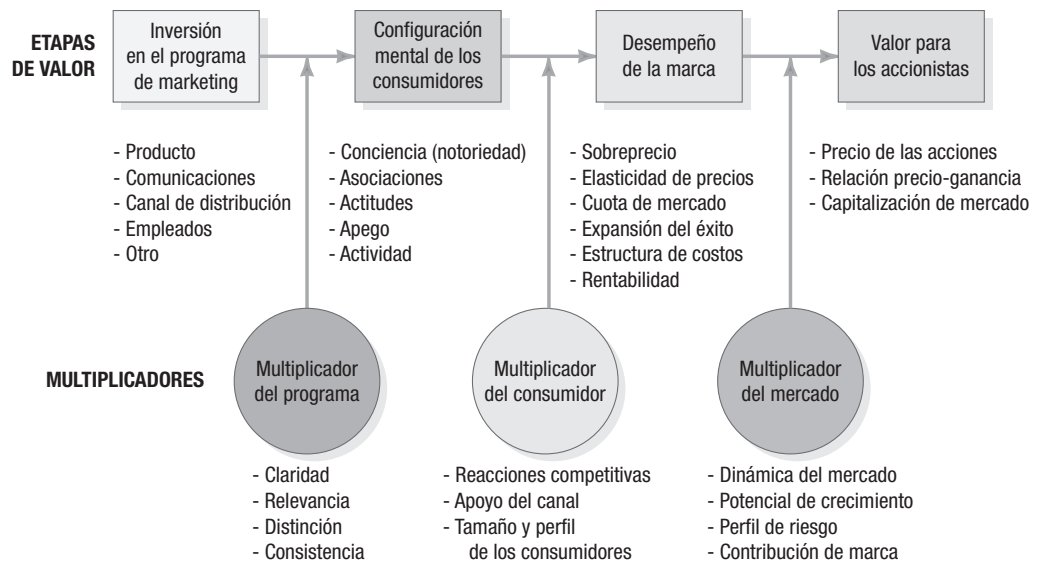 ETAPAS
DE VALOR
Inversión
en el programa
de marketing
Configuración
mental de los
consumidores
Desempeño
de la marca
Valor para
los accionistas
- Producto
- Comunicaciones
- Canal de distribución
- Empleados
- Otro
- Conciencia (notoriedad)
- Asociaciones
- Actitudes
- Apego
- Actividad
- Sobreprecio
- Elasticidad de precios
- Cuota de mercado
- Expansión del éxito
- Estructura de costos
- Rentabilidad
- Precio de las acciones
- Relación precio-ganancia
- Capitalización de mercado
MULTIPLICADORES
Multiplicador
del programa
Multiplicador
del consumidor
Multiplicador
del mercado
- Claridad
- Relevancia
- Distinción
- Consistencia
- Reacciones competitivas
- Apoyo del canal
- Tamaño y perfil
de los consumidores
- Dinámica del mercado
- Potencial de crecimiento
- Perfil de riesgo
- Contribución de marca